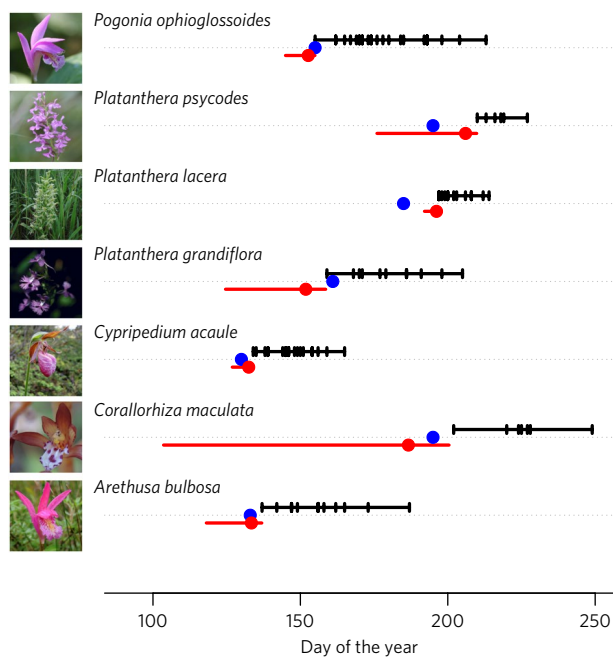 Pogonia ophioglossoides
Platanthera psycodes
Platanthera lacera
Platanthera grandiflora
Cypripedium acaule
Corallorhiza maculata
Arethusa bulbosa
100 150 200 250
Day of the year